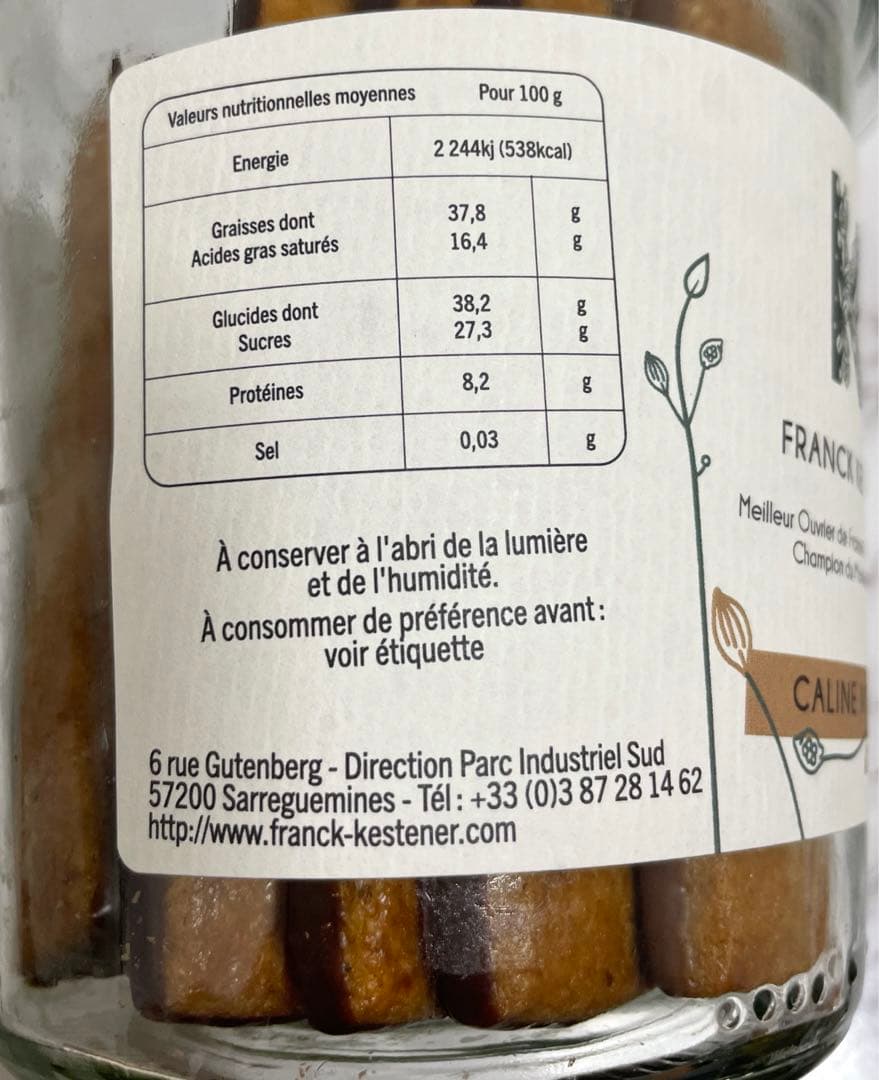 Valeurs nutritionnelles moyennes Pour 100 g
Energie 2 244kj (538kcal)
Graisses dont 37,8 g
Acides gras saturés 16,4 g
Glucides dont 38,2 g
Sucres 27,3 g
Protéines 8,2 g
Sel 0,03 g
À conserver à l'abri de la lumière
et de l'humidité.
À consommer de préférence avant :
voir étiquette
6 rue Gutenberg - Direction Parc Industriel Sud
57200 Sarreguemines - Tél : +33 (0)3 87 28 14 62
http://www.franck-kestener.com
FRANCK
Meilleur Ouvrier de
Champion du
CALINE